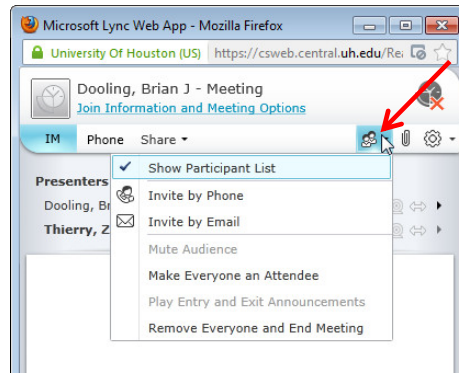 Microsoft Lync Web App - Mozilla Firefox
University Of Houston (US) https://csweb.central.uh.edu/Rea
Dooling, Brian J - Meeting
Join Information and Meeting Options
IM Phone Share
Show Participant List
Presenters
Invite by Phone
Dooling, Br
Invite by Email
Thierry, Z
Mute Audience
Make Everyone an Attendee
Play Entry and Exit Announcements
Remove Everyone and End Meeting